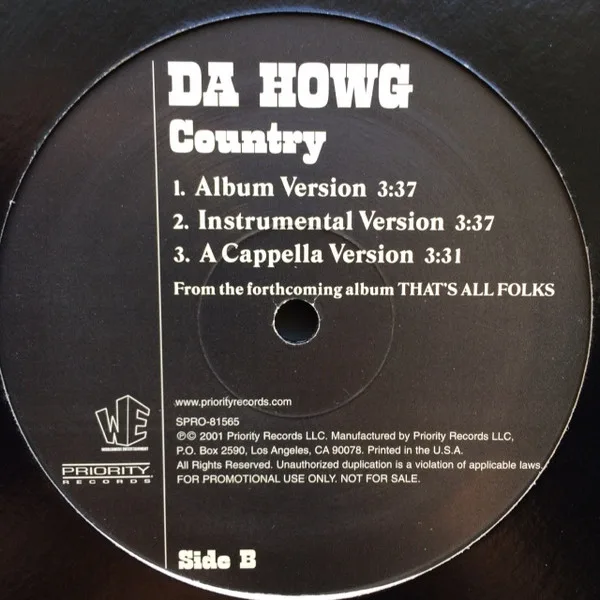 DA HOWG
Country
1. Album Version 3:37
2. Instrumental Version 3:37
3. A Cappella Version 3:31
From the forthcoming album THAT'S ALL FOLKS
www.priorityrecords.com
SPRO-81565
℗© 2001 Priority Records LLC. Manufactured by Priority Records LLC,
P.O. Box 2590, Los Angeles, CA 90078. Printed in the U.S.A.
All Rights Reserved. Unauthorized duplication is a violation of applicable laws.
FOR PROMOTIONAL USE ONLY. NOT FOR SALE.
WE
WORLDWIDE ENTERTAINMENT
PRIORITY
RECORDS
Side B